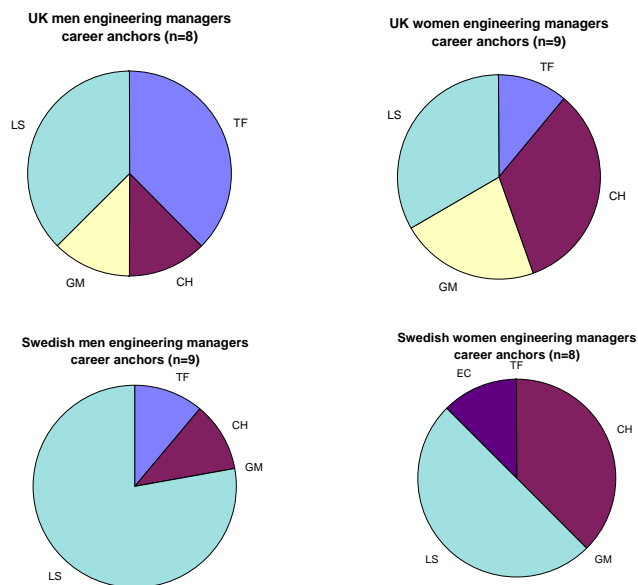 UK men engineering managers
career anchors (n=8)
LS
TF
GM
CH
UK women engineering managers
career anchors (n=9)
TF
LS
CH
GM
Swedish men engineering managers
career anchors (n=9)
TF
CH
GM
LS
Swedish women engineering managers
career anchors (n=8)
TF
EC
CH
LS
GM